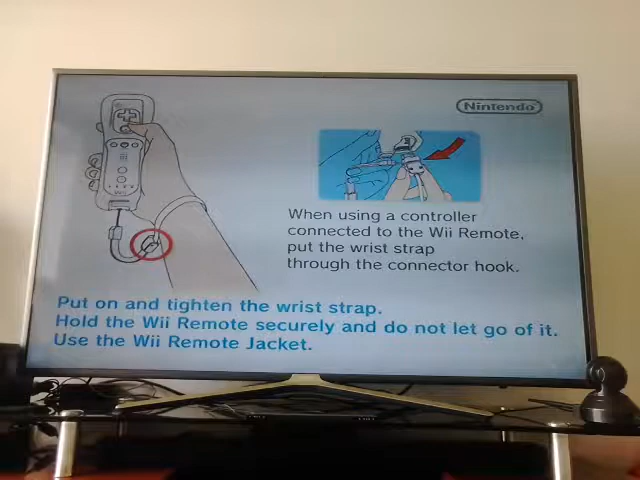 Nintendo
When using a controller
connected to the Wii Remote,
put the wrist strap
through the connector hook.
Put on and tighten the wrist strap.
Hold the Wii Remote securely and do not let go of it.
Use the Wii Remote Jacket.